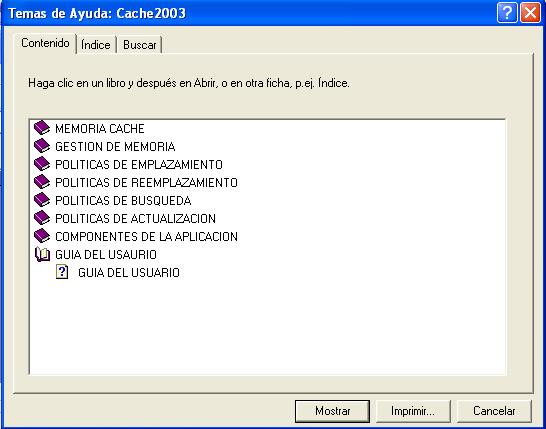 Temas de Ayuda: Cache2003
Contenido Índice Buscar
Haga clic en un libro y después en Abrir, o en otra ficha, p.ej. Índice.
MEMORIA CACHE
GESTION DE MEMORIA
POLITICAS DE EMPLAZAMIENTO
POLITICAS DE REEMPLAZAMIENTO
POLITICAS DE BUSQUEDA
POLITICAS DE ACTUALIZACION
COMPONENTES DE LA APLICACION
GUIA DEL USAURIO
GUIA DEL USUARIO
Mostrar Imprimir... Cancelar